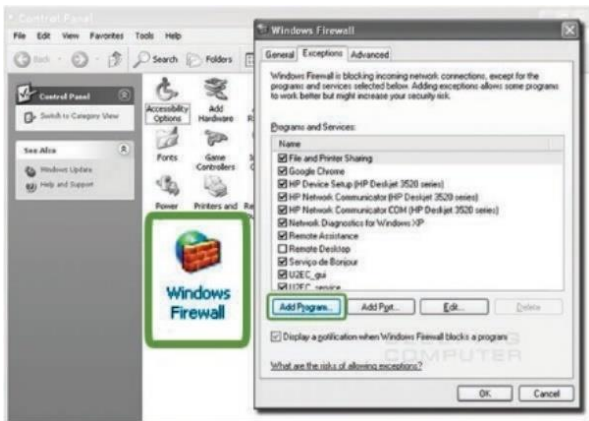 Control Panel
File Edit View Favorites Tools Help
Back
Search
Folders
Control Panel
Switch to Category View
See Also
Windows Update
Help and Support
Accessibility Options
Add Hardware
Fonts
Game Controllers
Power
Printers and
Windows Firewall
Windows Firewall
General Exceptions Advanced
Windows Firewall is blocking incoming network connections, except for the
programs and services selected below. Adding exceptions allows some programs
to work better but might increase your security risk.
Programs and Services:
Name
File and Printer Sharing
Google Chrome
HP Device Setup (HP Deskjet 3520 series)
HP Network Communicator (HP Deskjet 3520 series)
HP Network Communicator COM (HP Deskjet 3520 series)
Network Diagnostics for Windows XP
Remote Assistance
Remote Desktop
Serviço de Bonjour
U2EC_gui
U2EC_service
Add Program... Add Port... Edit... Delete
Display a notification when Windows Firewall blocks a program
COMPUTER
What are the risks of allowing exceptions?
OK Cancel